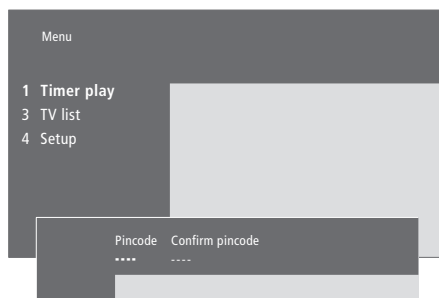 Menu
1 Timer play
3 TV list
4 Setup
Pincode Confirm pincode
---- ----